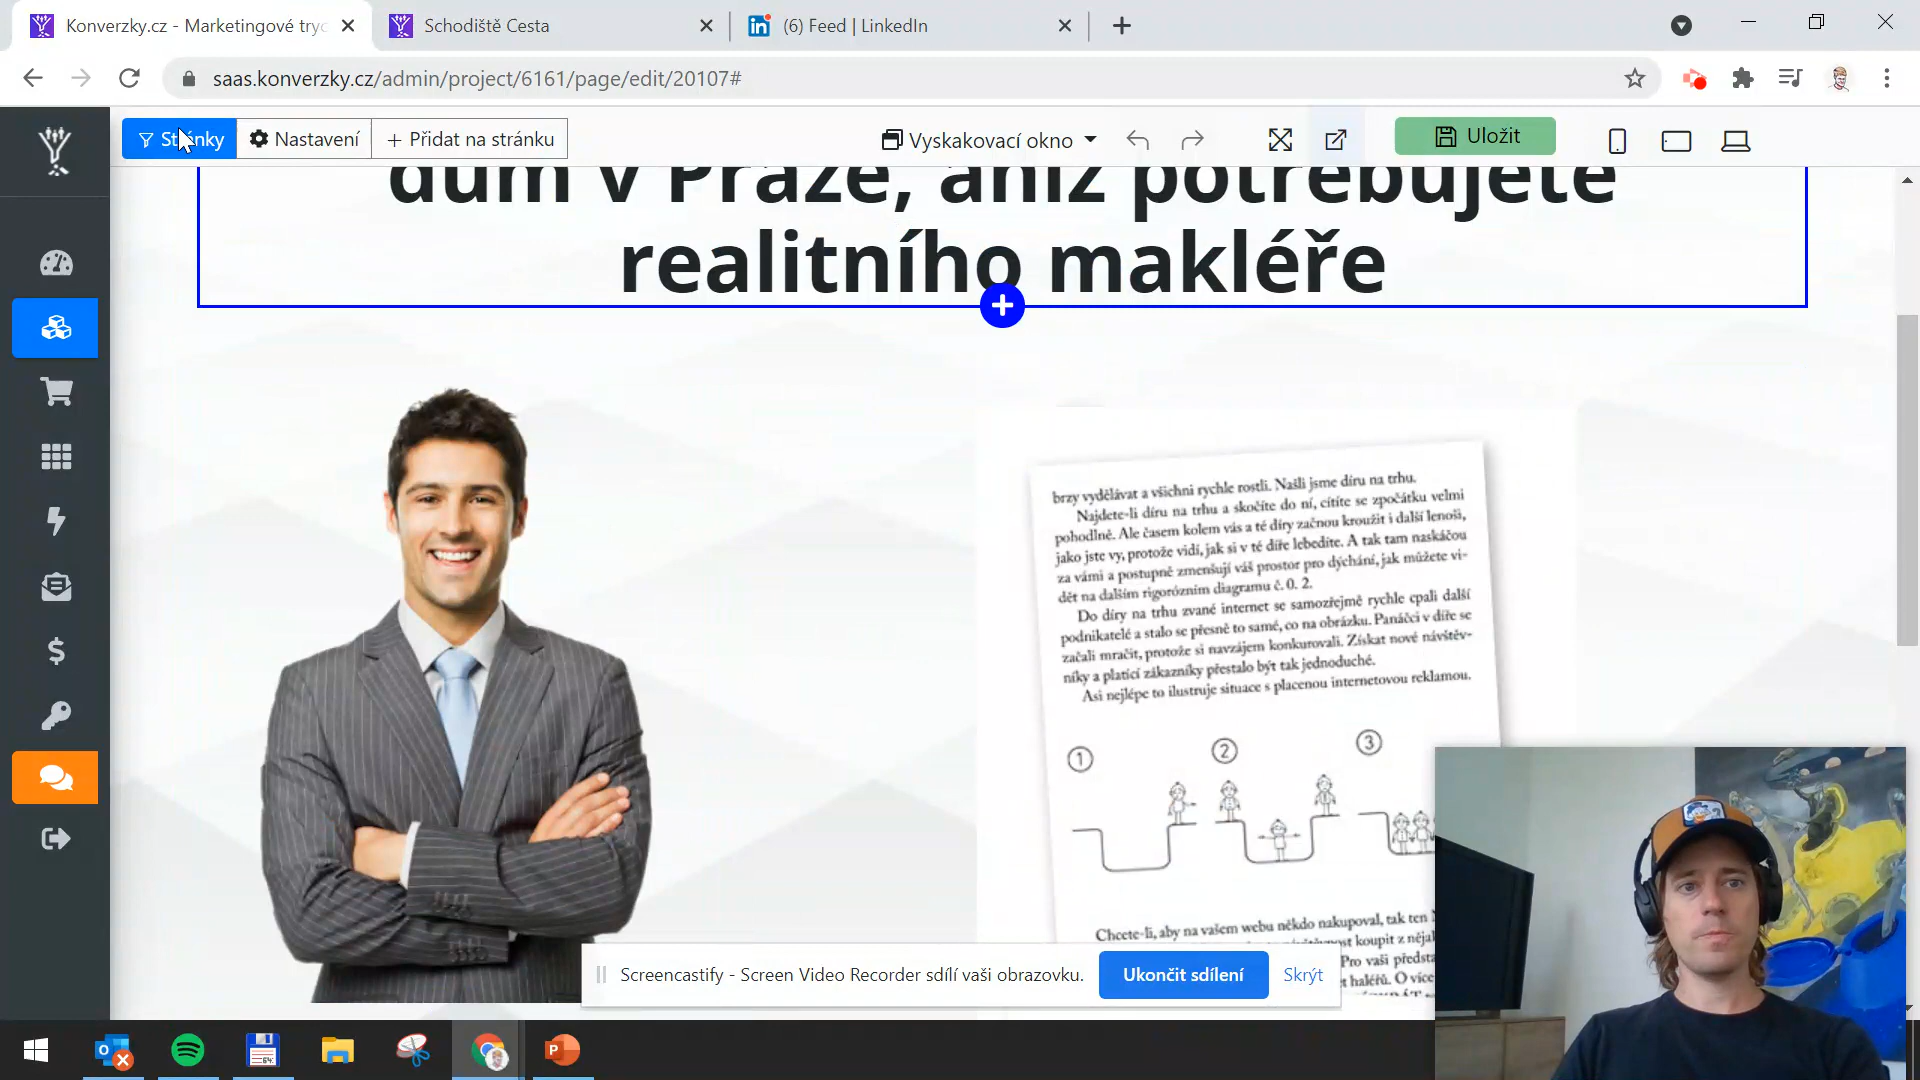 Konverzky.cz - Marketingové tryc
Schodiště Cesta
(6) Feed | LinkedIn
saas.konverzky.cz/admin/project/6161/page/edit/20107#
Stránky
Nastavení
+ Přidat na stránku
Vyskakovací okno
Uložit
dům v Praze, aniž potřebujete
realitního makléře
brzy vydělávat a všichni rychle rostli. Našli jsme díru na trhu.
Najdete-li díru na trhu a skočíte do ní, cítíte se zpočátku velmi
pohodlně. Ale časem kolem vás a té díry začnou kroužit i další lenoši,
jako jste vy, protože vidí, jak si v té díře lebedíte. A tak tam naskáčou
za vámi a postupně zmenšují váš prostor pro dýchání, jak můžete vi-
dět na dalším rigorózním diagramu č. 0. 2.
Do díry na trhu zvané internet se samozřejmě rychle cpali další
podnikatelé a stalo se přesně to samé, co na obrázku. Panáčci v díře se
začali mračit, protože si navzájem konkurovali. Získat nové návštěv-
níky a platící zákazníky přestalo být tak jednoduché.
Asi nejlépe to ilustruje situace s placenou internetovou reklamou.
1
2
3
Chcete-li, aby na vašem webu někdo nakupoval, tak ten
ost koupit z nějal
Pro vaši předsta
t haléřů. O více
Screencastify - Screen Video Recorder sdílí vaši obrazovku.
Ukončit sdílení
Skrýt